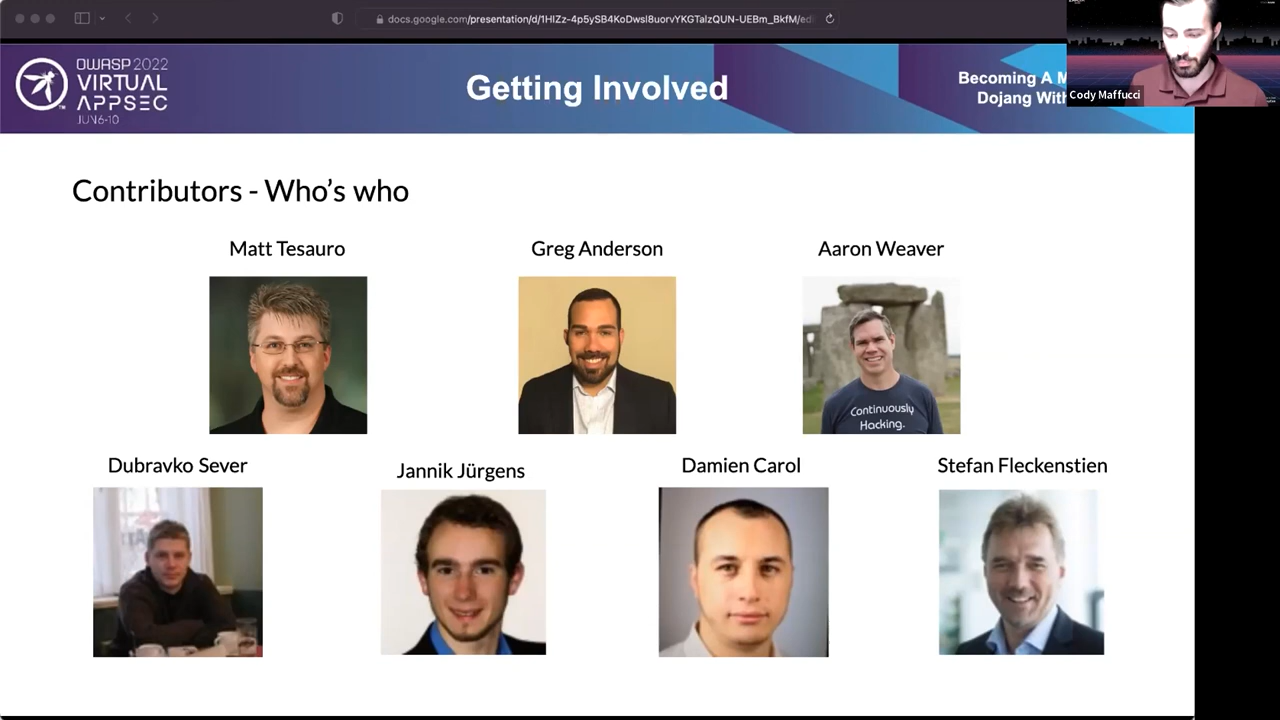 docs.google.com/presentation/d/1HIZz-4p5ySB4KoDwsl8uorvYKGTalzQUN-UEBm_BkfM/ed
OWASP 2022
VIRTUAL
APPSEC
JUN 6-10
Getting Involved
Becoming A M
Dojang With
Cody Maffucci
Contributors - Who's who
Matt Tesauro
Greg Anderson
Aaron Weaver
Continuously
Hacking.
Dubravko Sever
Jannik Jürgens
Damien Carol
Stefan Fleckenstien